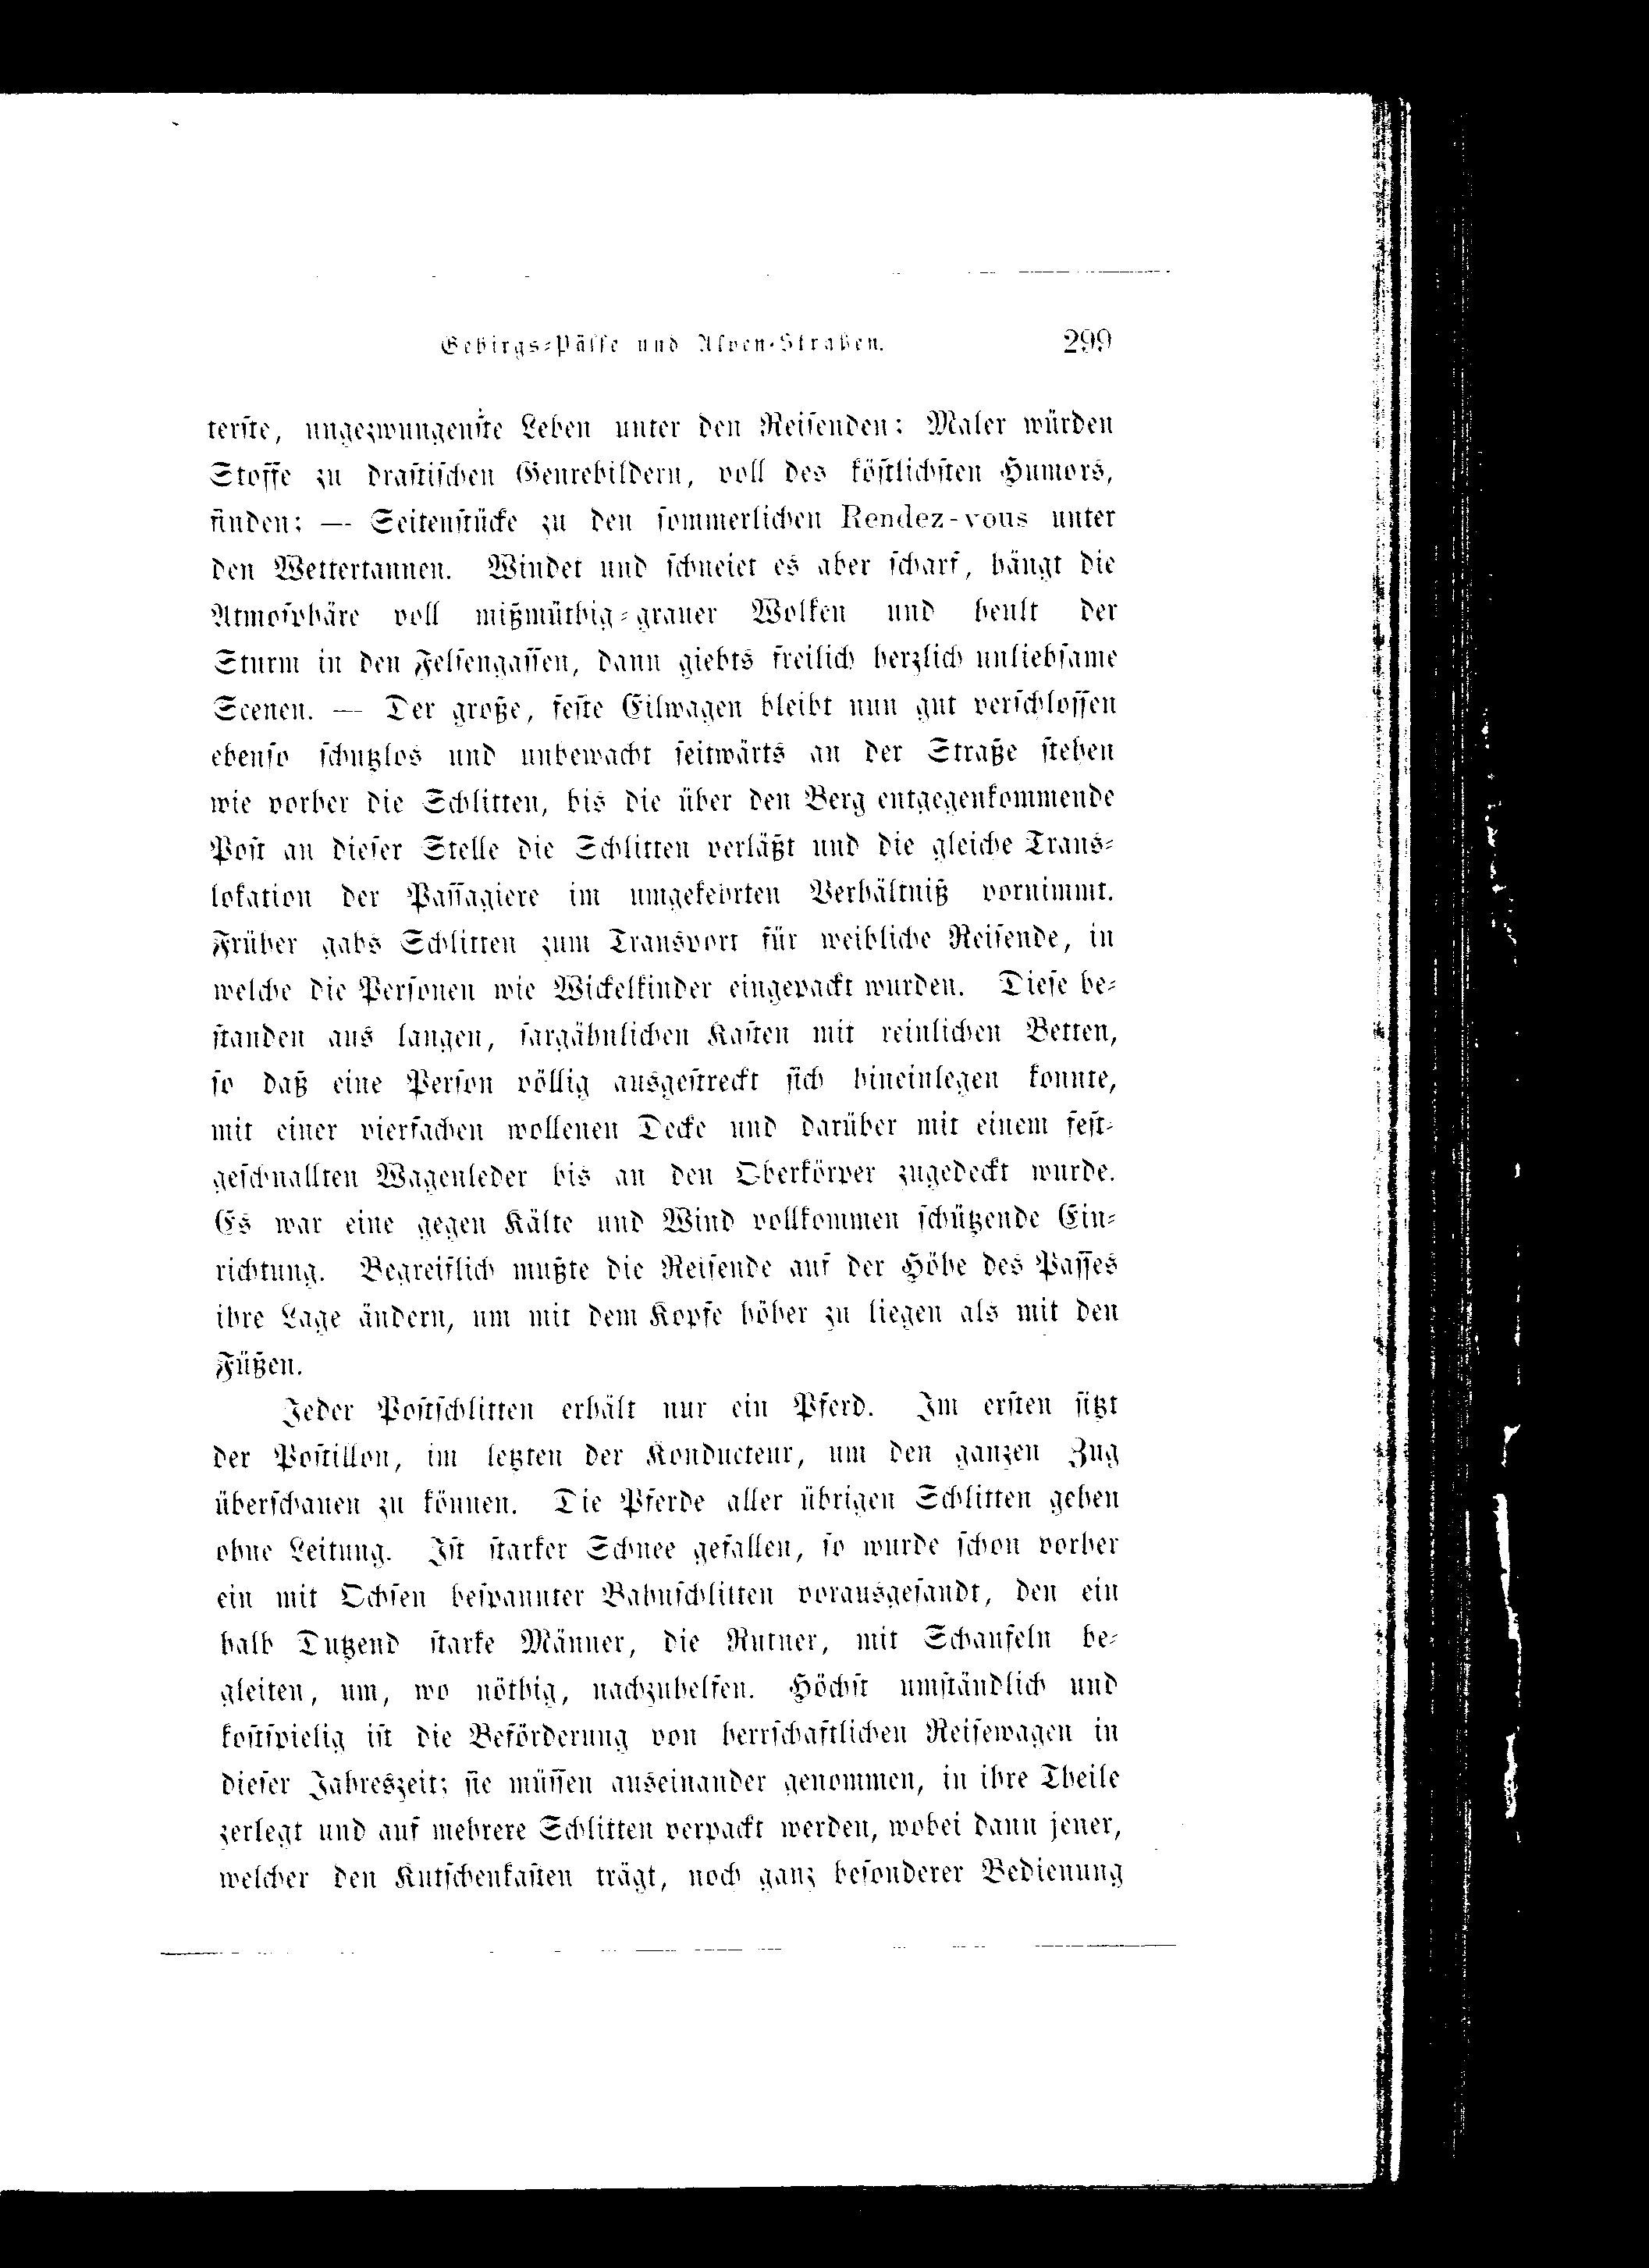 Gebirgs-Pässe und Alpen-Straßen. 299
terste, ungezwungenste Leben unter den Reisenden; Maler würden
Stoffe zu drastischen Genrebildern, voll des köstlichsten Humors,
finden; — Seitenstücke zu den sommerlichen Rendez-vous unter
den Wettertannen. Windet und schneiet es aber scharf, hängt die
Atmosphäre voll mißmüthig-grauer Wolken und heult der
Sturm in den Felsengassen, dann giebts freilich herzlich unliebsame
Scenen. — Der große, feste Eilwagen bleibt nun gut verschlossen
ebenso schutzlos und unbewacht seitwärts an der Straße stehen
wie vorher die Schlitten, bis die über den Berg entgegenkommende
Post an dieser Stelle die Schlitten verläßt und die gleiche Trans-
lokation der Passagiere im umgekehrten Verhältniß vornimmt.
Früher gabs Schlitten zum Transport für weibliche Reisende, in
welche die Personen wie Wickelkinder eingepackt wurden. Diese be-
standen aus langen, sargähnlichen Kasten mit reinlichen Betten,
so daß eine Person völlig ausgestreckt sich hineinlegen konnte,
mit einer vierfachen wollenen Decke und darüber mit einem fest-
geschnallten Wagenleder bis an den Oberkörper zugedeckt wurde.
Es war eine gegen Kälte und Wind vollkommen schützende Ein-
richtung. Begreiflich mußte die Reisende auf der Höhe des Passes
ihre Lage ändern, um mit dem Kopfe höher zu liegen als mit den
Füßen.
Jeder Postschlitten erhält nur ein Pferd. Im ersten sitzt
der Postillon, im letzten der Konducteur, um den ganzen Zug
überschauen zu können. Die Pferde aller übrigen Schlitten gehen
ohne Leitung. Ist starker Schnee gefallen, so wurde schon vorher
ein mit Ochsen bespannter Bahnschlitten vorausgesandt, den ein
halb Dutzend starke Männer, die Rutner, mit Schaufeln be-
gleiten, um, wo nöthig, nachzuhelfen. Höchst umständlich und
kostspielig ist die Beförderung von herrschaftlichen Reisewagen in
dieser Jahreszeit; sie müssen auseinander genommen, in ihre Theile
zerlegt und auf mehrere Schlitten verpackt werden, wobei dann jener,
welcher den Kutschenkasten trägt, noch ganz besonderer Bedienung